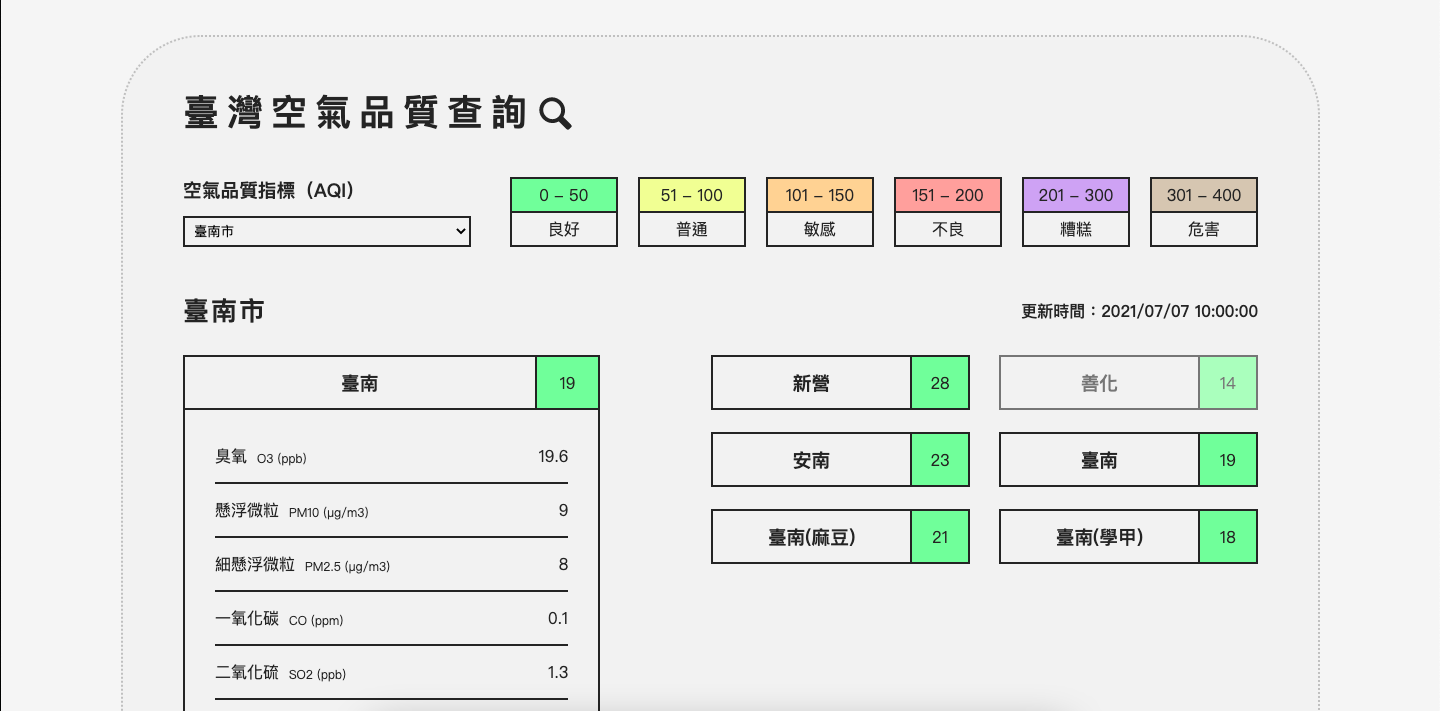 臺灣空氣品質查詢
空氣品質指標（AQI）
臺南市
0 – 50
良好
51 – 100
普通
101 – 150
敏感
151 – 200
不良
201 – 300
糟糕
301 – 400
危害
臺南市
更新時間：2021/07/07 10:00:00
臺南 19
臭氧 O3 (ppb) 19.6
懸浮微粒 PM10 (μg/m3) 9
細懸浮微粒 PM2.5 (μg/m3) 8
一氧化碳 CO (ppm) 0.1
二氧化硫 SO2 (ppb) 1.3
新營 28
善化 14
安南 23
臺南 19
臺南(麻豆) 21
臺南(學甲) 18